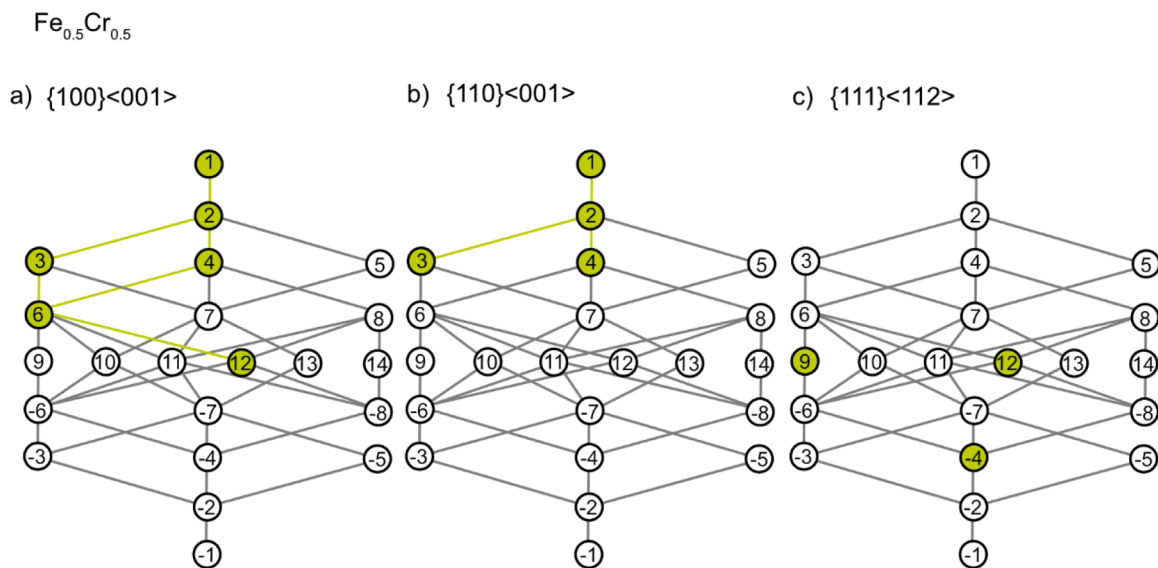 Fe0.5Cr0.5
a) {100}<001> b) {110}<001> c) {111}<112>
1 1 1
2 2 2
3 4 5 3 4 5 3 4 5
6 7 8 6 7 8 6 7 8
9 10 11 12 13 14 9 10 11 12 13 14 9 10 11 12 13 14
-6 -7 -8 -6 -7 -8 -6 -7 -8
-3 -4 -5 -3 -4 -5 -3 -4 -5
-2 -2 -2
-1 -1 -1